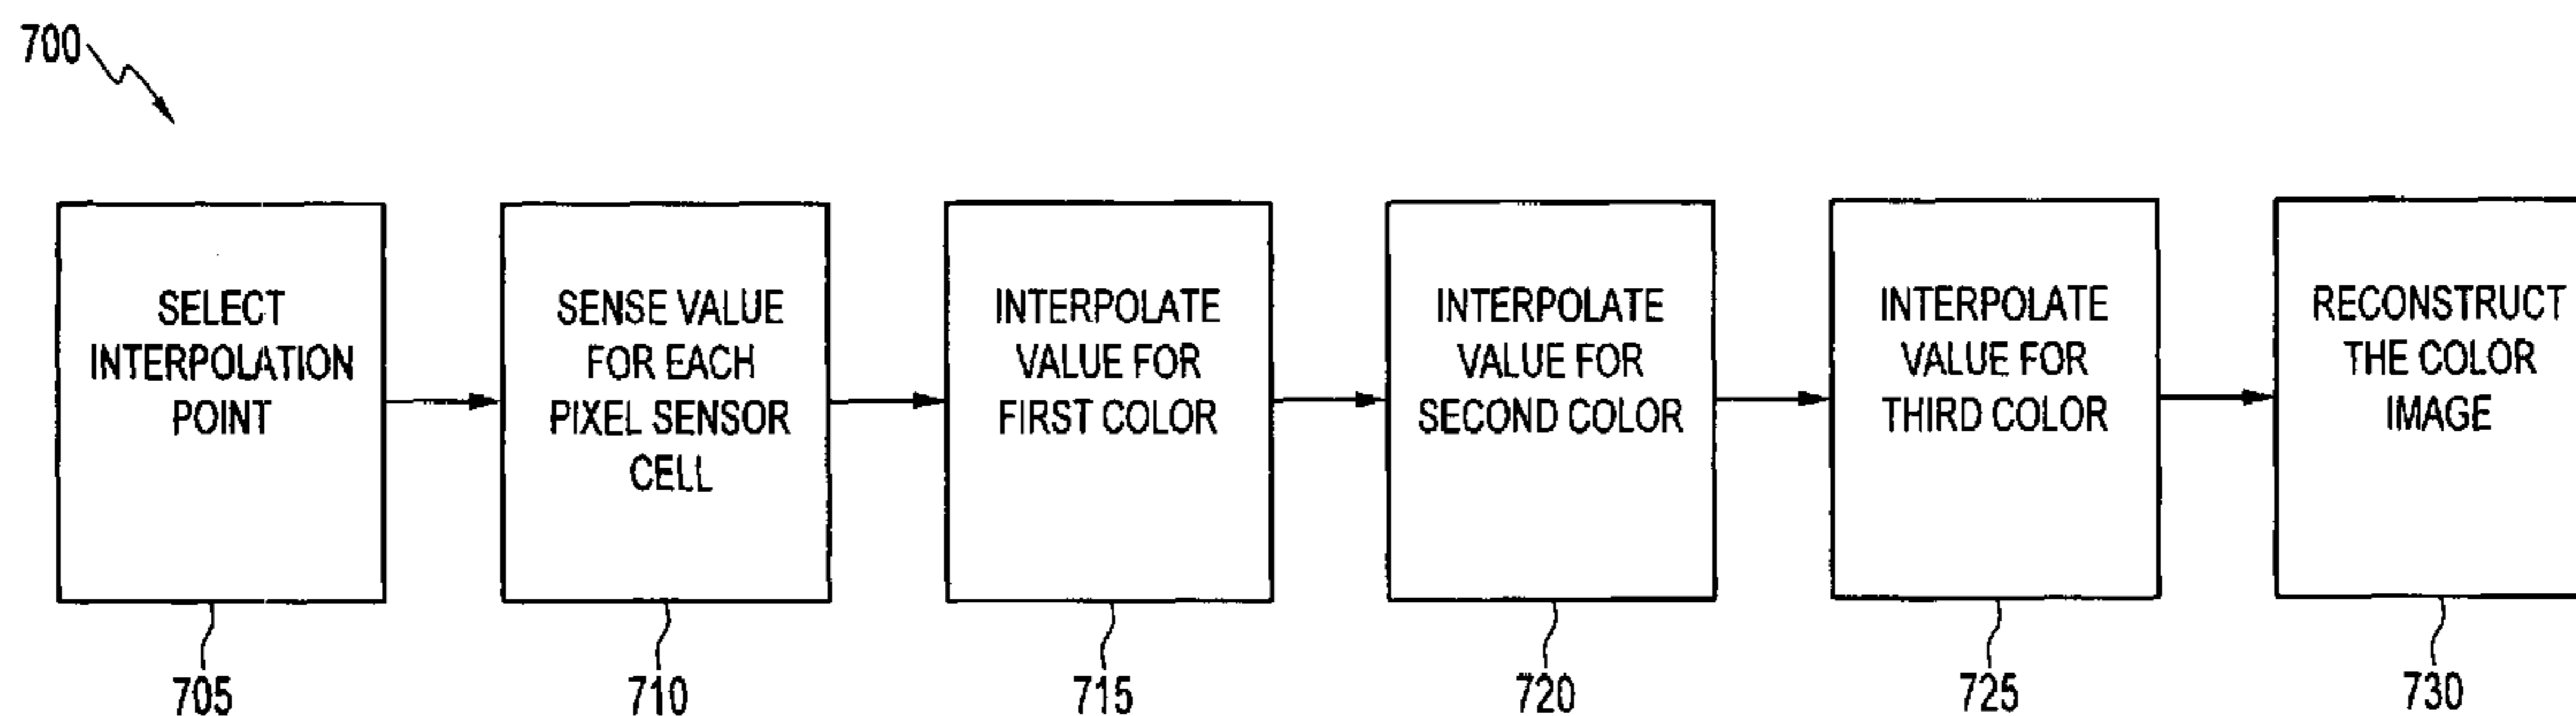 700
SELECT
INTERPOLATION
POINT
SENSE VALUE
FOR EACH
PIXEL SENSOR
CELL
INTERPOLATE
VALUE FOR
FIRST COLOR
INTERPOLATE
VALUE FOR
SECOND COLOR
INTERPOLATE
VALUE FOR
THIRD COLOR
RECONSTRUCT
THE COLOR
IMAGE
705
710
715
720
725
730